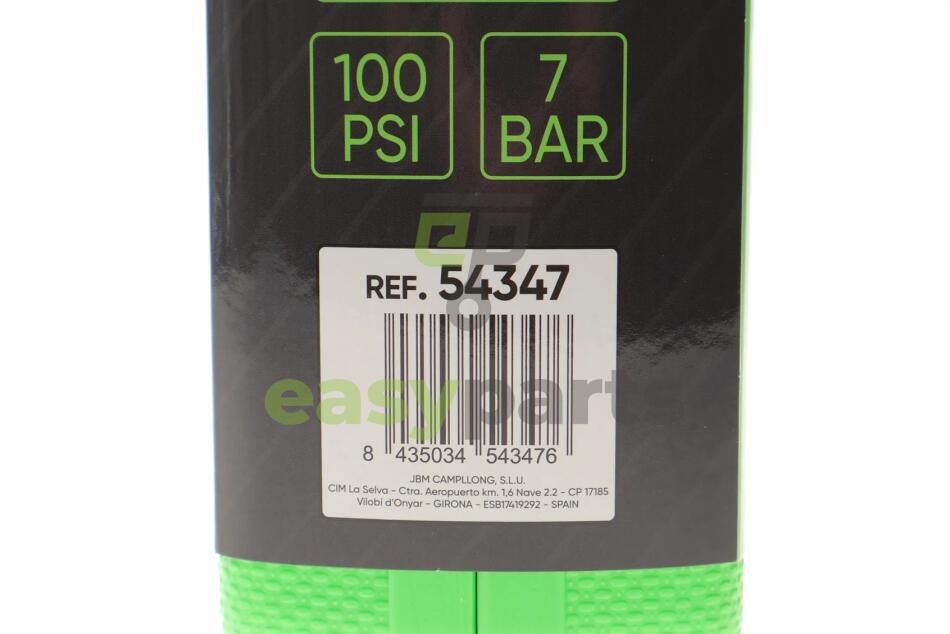 100
PSI
7
BAR
REF. 54347
easyparts
8 435034 543476
JBM CAMPLLONG, S.L.U.
CIM La Selva - Ctra. Aeropuerto km. 1,6 Nave 2.2 - CP 17185
Vilobí d'Onyar - GIRONA - ESB17419292 - SPAIN